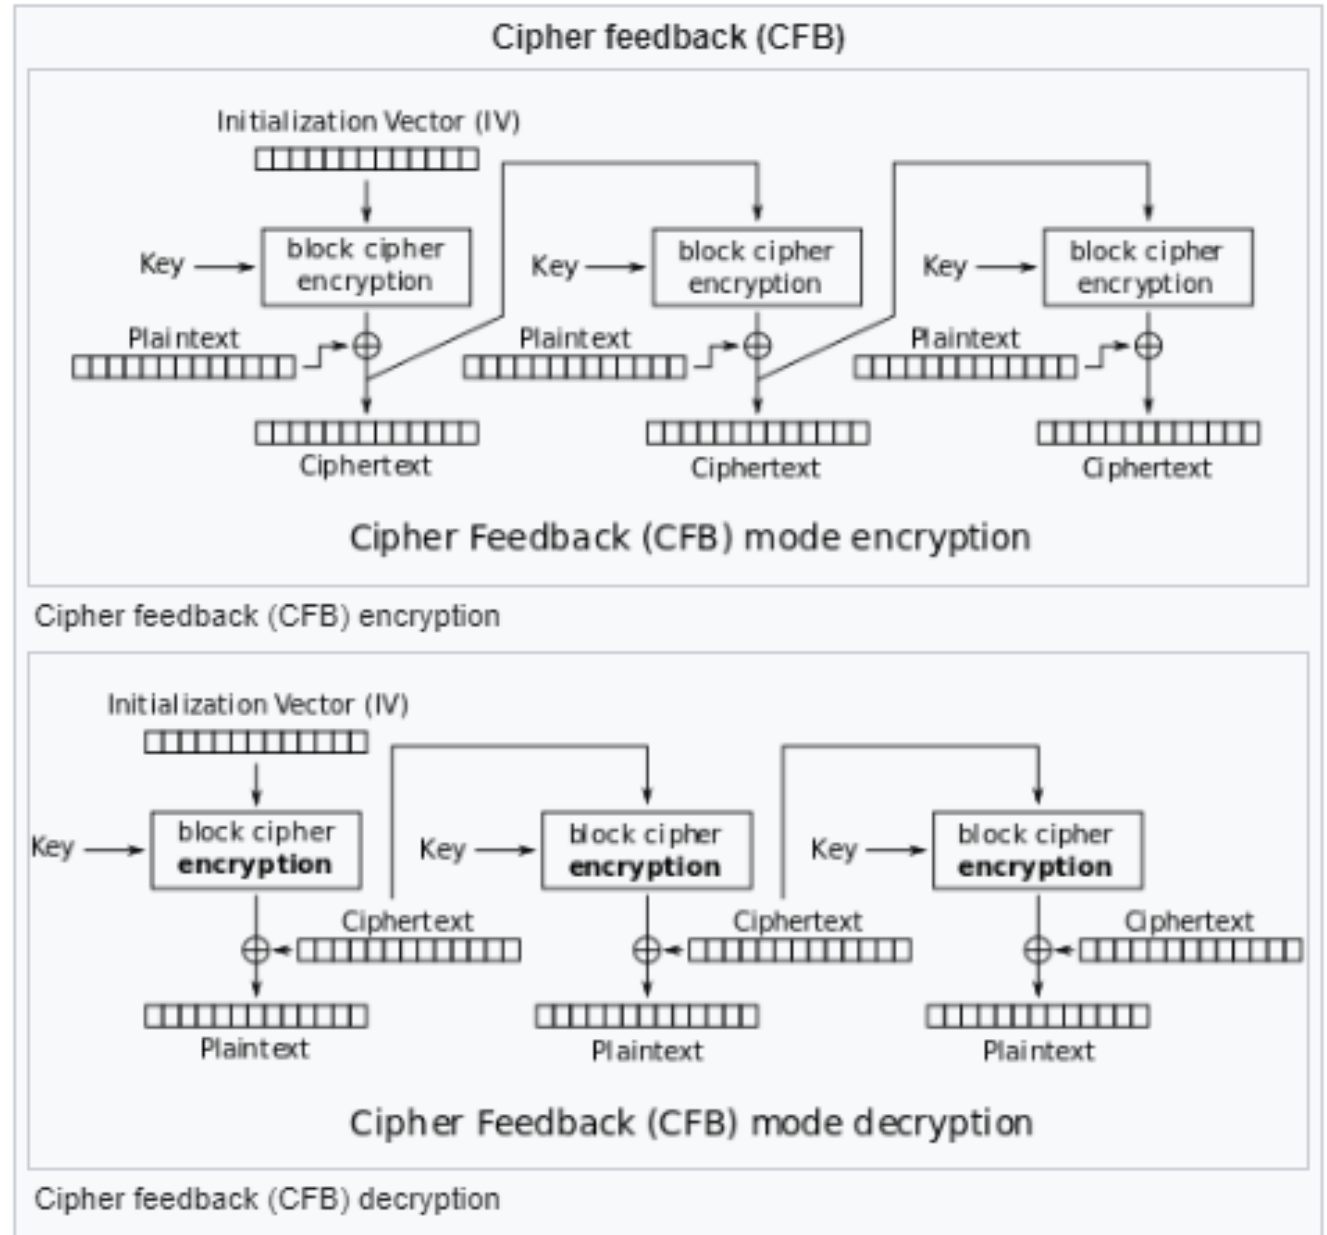 Cipher feedback (CFB)
Initialization Vector (IV)
Key
block cipher
encryption
Key
block cipher
encryption
Key
block cipher
encryption
Plaintext
Plaintext
Plaintext
Ciphertext
Ciphertext
Ciphertext
Cipher Feedback (CFB) mode encryption
Cipher feedback (CFB) encryption
Initialization Vector (IV)
Key
block cipher
encryption
Key
block cipher
encryption
Key
block cipher
encryption
Ciphertext
Ciphertext
Ciphertext
Plaintext
Plaintext
Plaintext
Cipher Feedback (CFB) mode decryption
Cipher feedback (CFB) decryption